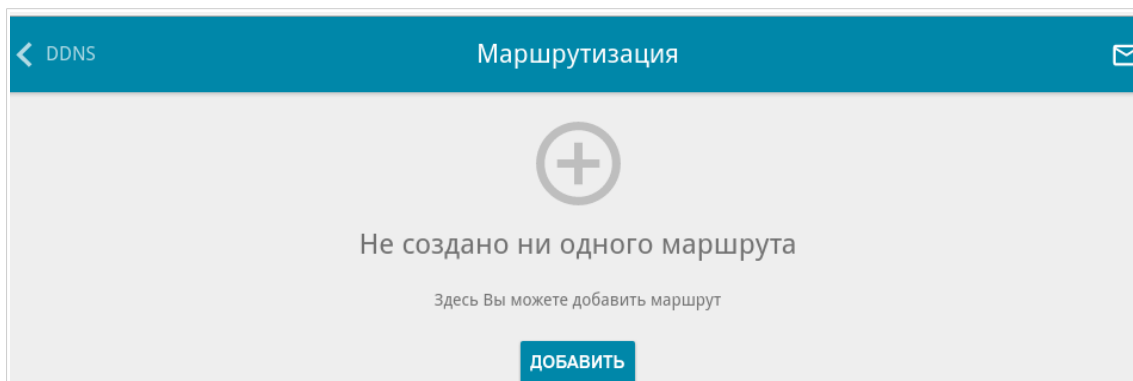 DDNS
Маршрутизация
Не создано ни одного маршрута
Здесь Вы можете добавить маршрут
ДОБАВИТЬ